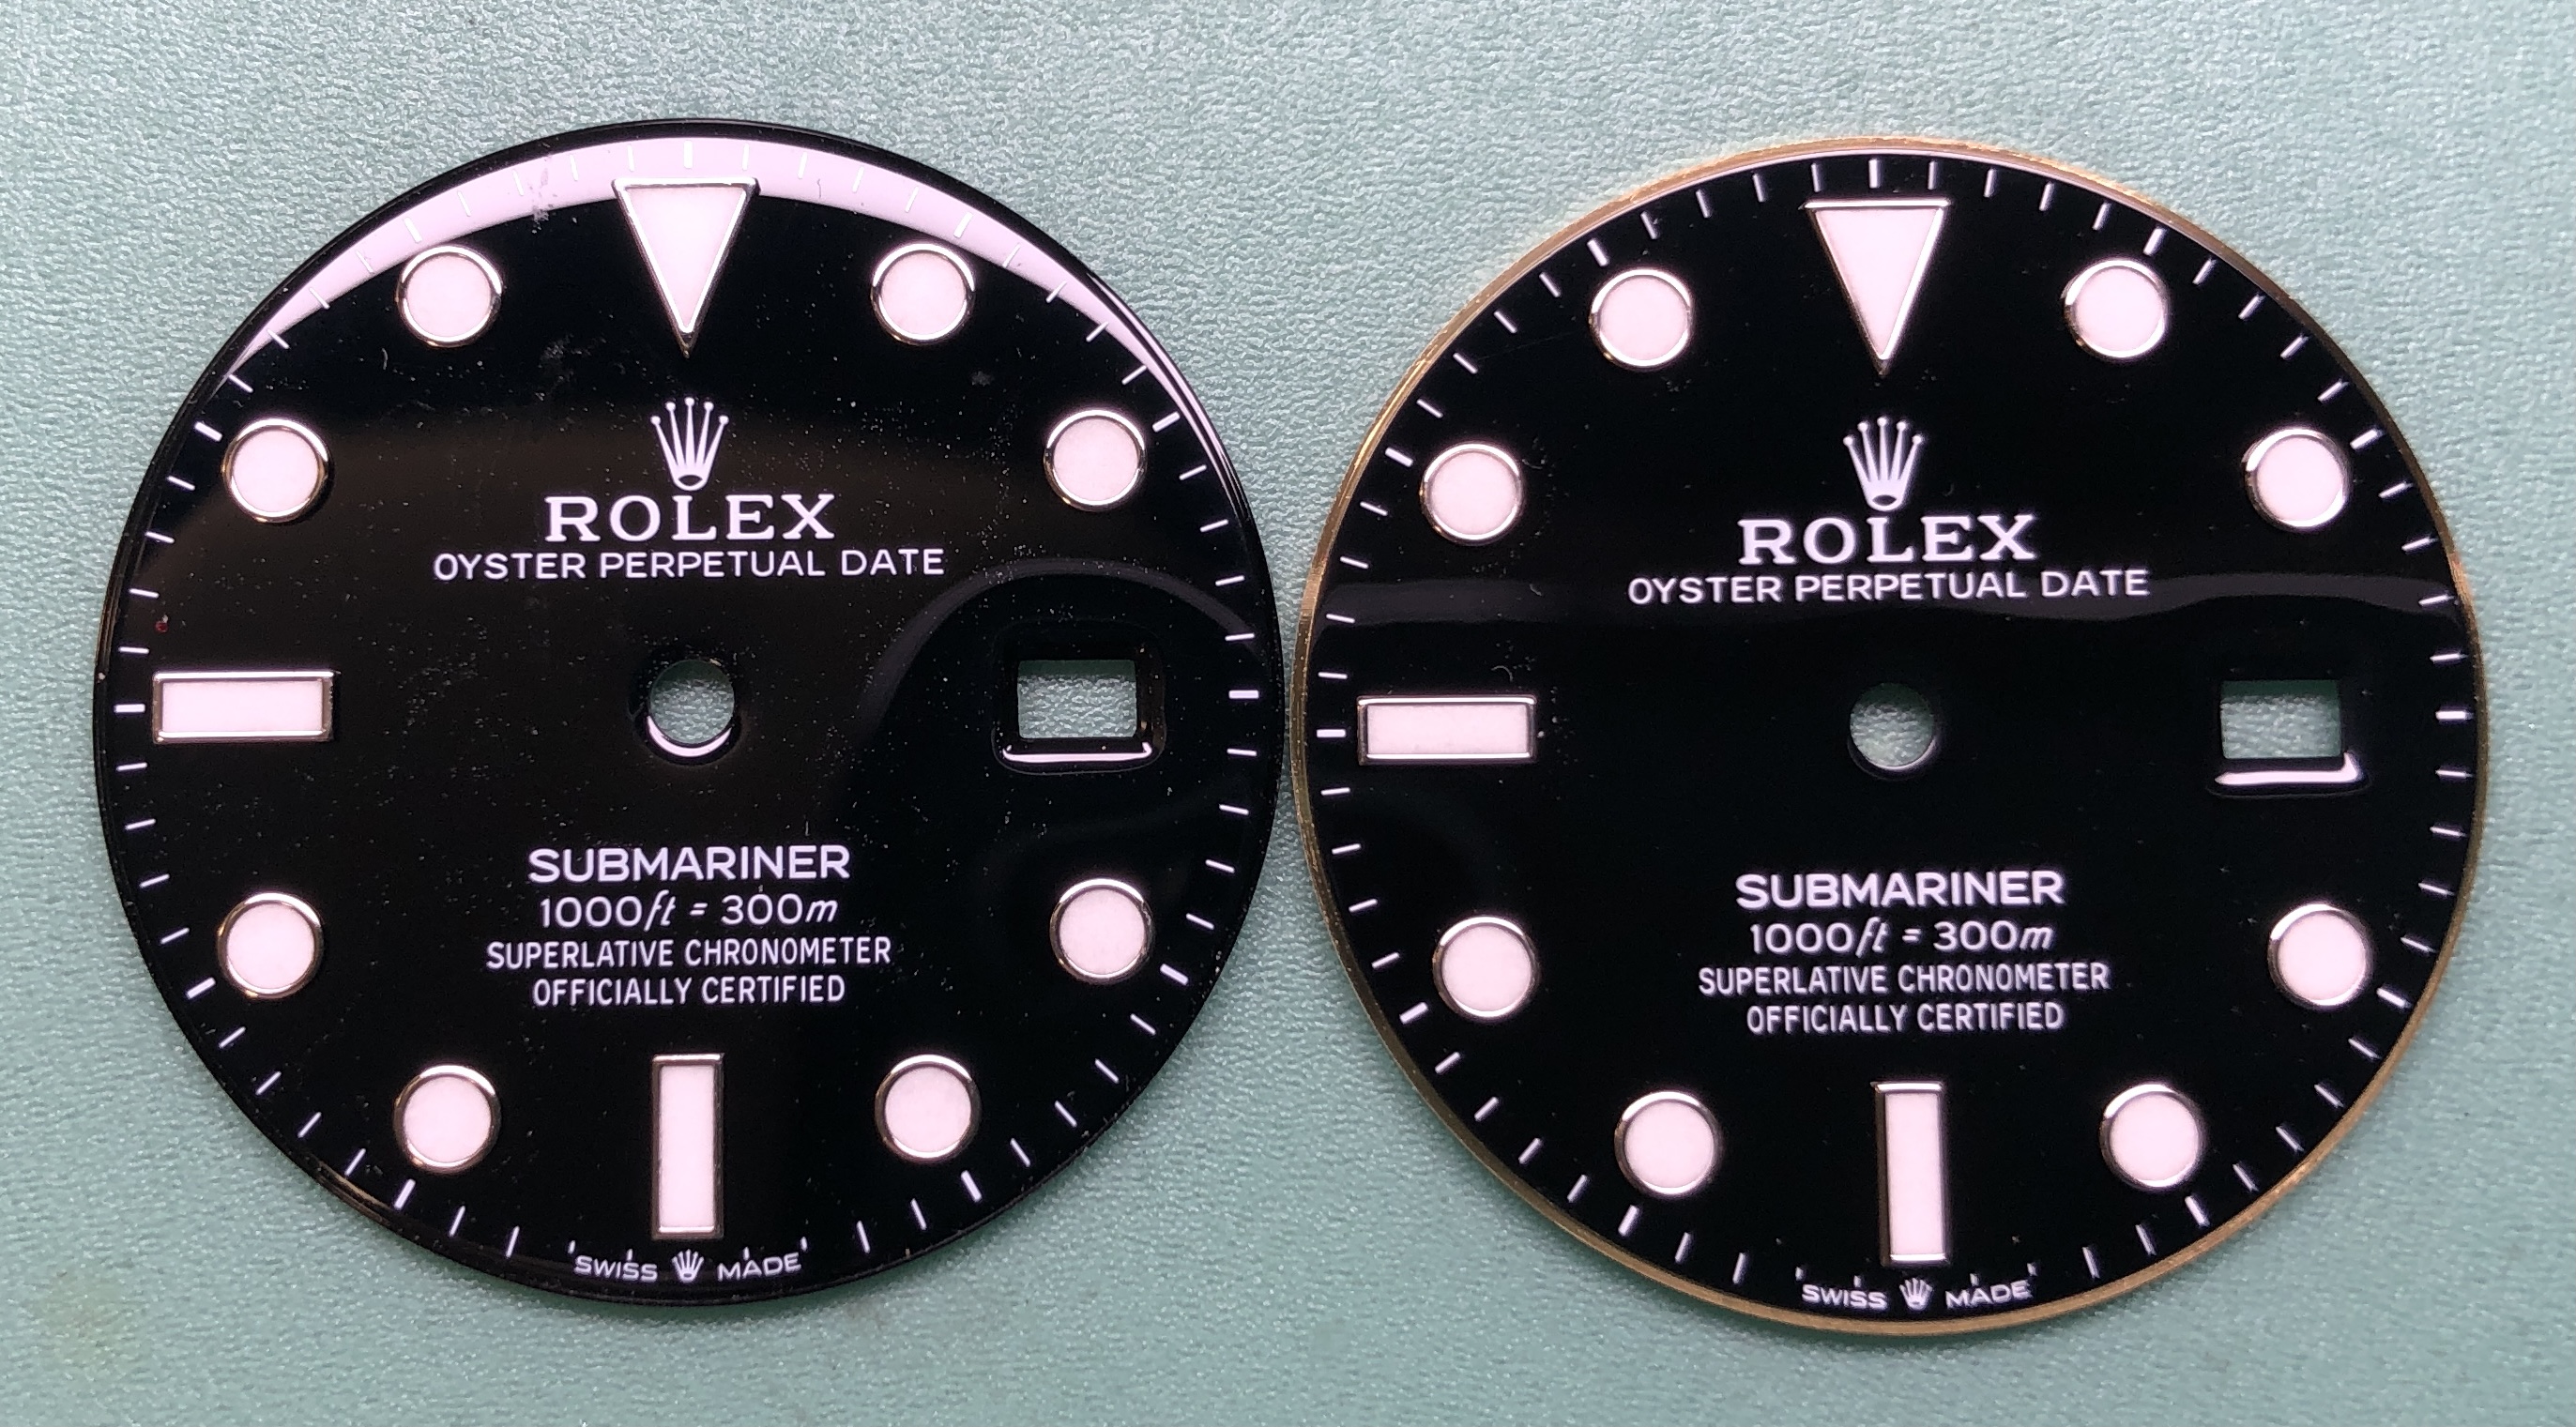 ROLEX
OYSTER PERPETUAL DATE
SUBMARINER
1000ft = 300m
SUPERLATIVE CHRONOMETER
OFFICIALLY CERTIFIED
SWISS MADE
ROLEX
OYSTER PERPETUAL DATE
SUBMARINER
1000ft = 300m
SUPERLATIVE CHRONOMETER
OFFICIALLY CERTIFIED
SWISS MADE